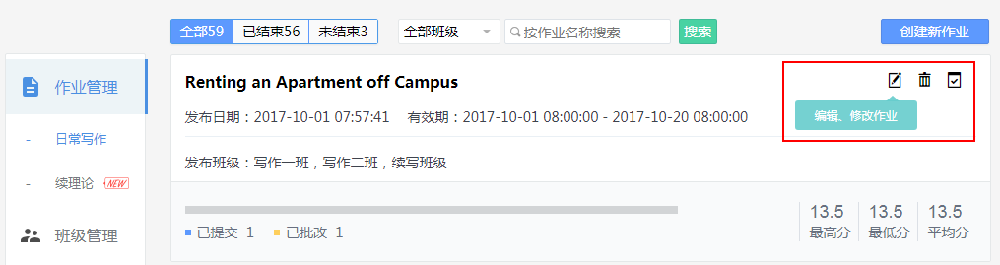 全部59 已结束56 未结束3 全部班级 按作业名称搜索 搜索 创建新作业
作业管理
日常写作
续理论 NEW
班级管理
Renting an Apartment off Campus
发布日期：2017-10-01 07:57:41 有效期：2017-10-01 08:00:00 - 2017-10-20 08:00:00
编辑、修改作业
发布班级：写作一班，写作二班，续写班级
已提交 1 已批改 1
13.5 13.5 13.5
最高分 最低分 平均分